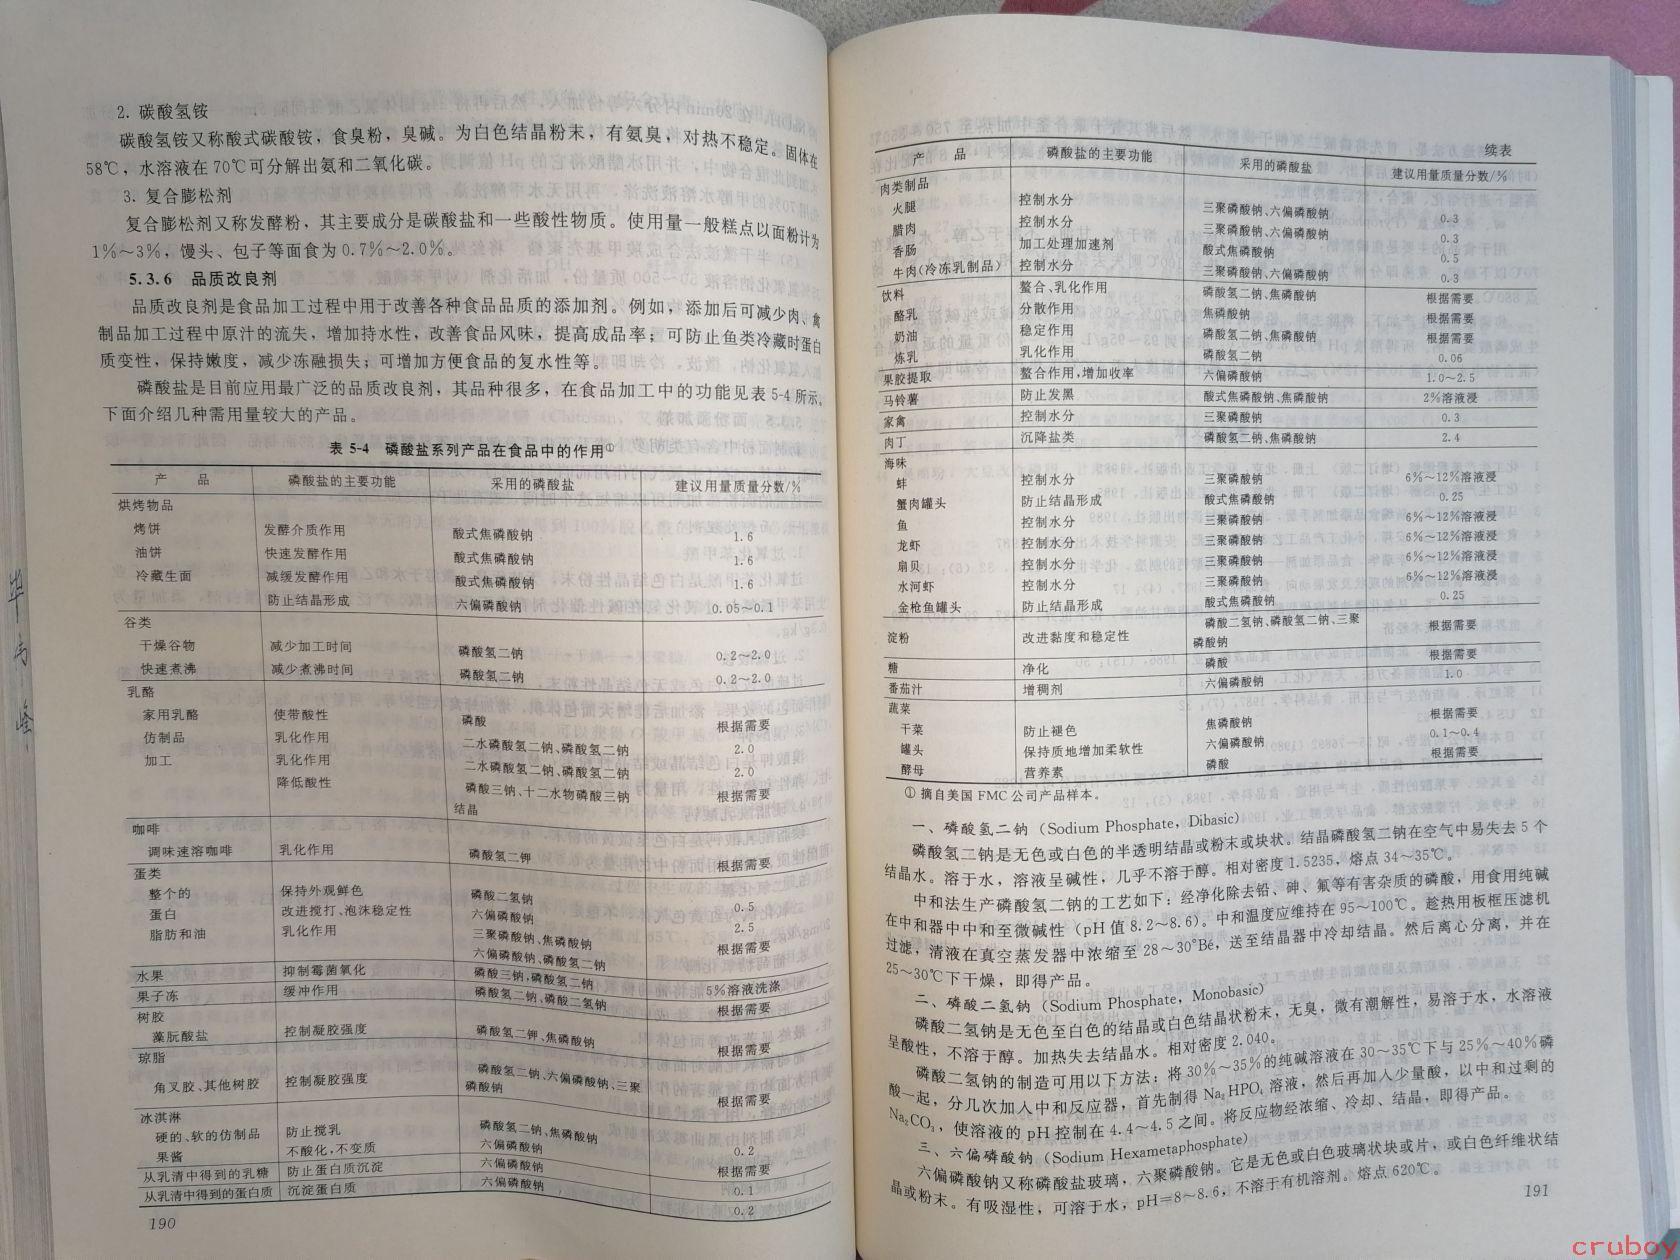 2. 碳酸氢铵
碳酸氢铵又称酸式碳酸铵，食臭粉，臭碱。为白色结晶粉末，有氨臭，对热不稳定。固体在
58℃，水溶液在70℃可分解出氨和二氧化碳。
3. 复合膨松剂
复合膨松剂又称发酵粉，其主要成分是碳酸盐和一些酸性物质。使用量一般糕点以面粉计为
1%～3%，馒头、包子等面食为0.7%～2.0%。
5.3.6 品质改良剂
品质改良剂是食品加工过程中用于改善各种食品品质的添加剂。例如，添加后可减少肉、禽
制品加工过程中原汁的流失，增加持水性，改善食品风味，提高成品率；可防止鱼类冷藏时蛋白
质变性，保持嫩度，减少冻融损失；可增加方便食品的复水性等。
磷酸盐是目前应用最广泛的品质改良剂，其品种很多，在食品加工中的功能见表5-4所示。
下面介绍几种需用量较大的产品。
表 5-4 磷酸盐系列产品在食品中的作用①
产 品 磷酸盐的主要功能 采用的磷酸盐 建议用量质量分数/%
烘烤物品
烤饼 发酵介质作用 酸式焦磷酸钠 1.6
油饼 快速发酵作用 酸式焦磷酸钠 1.6
冷藏生面 减缓发酵作用 酸式焦磷酸钠 1.6
防止结晶形成 六偏磷酸钠 0.05～0.1
谷类
干燥谷物 减少加工时间 磷酸氢二钠 0.2～2.0
快速煮沸 减少煮沸时间 磷酸氢二钠 0.2～2.0
乳酪
家用乳酪 使带酸性 磷酸 根据需要
仿制品 乳化作用 二水磷酸氢二钠、磷酸氢二钠 2.0
加工 乳化作用 二水磷酸氢二钠、磷酸氢二钠 2.0
降低酸性 磷酸三钠、十二水物磷酸三钠 根据需要
结晶
咖啡
调味速溶咖啡 乳化作用 磷酸氢二钾 根据需要
蛋类
整个的 保持外观鲜色 磷酸二氢钠 0.5
蛋白 改进搅打、泡沫稳定性 六偏磷酸钠 2.5
脂肪和油 乳化作用 三聚磷酸钠、焦磷酸钠 根据需要
六偏磷酸钠、磷酸氢二钠
水果 抑制霉菌氧化 磷酸三钠，磷酸氢二钠 5%溶液洗涤
果子冻 缓冲作用 磷酸氢二钠、磷酸二氢钠 根据需要
树胶
藻朊酸盐 控制凝胶强度 磷酸氢二钾、焦磷酸钠 根据需要
琼脂
角叉胶、其他树胶 控制凝胶强度 磷酸氢二钠、六偏磷酸钠、三聚
磷酸钠 根据需要
冰淇淋
硬的、软的仿制品 防止搅乳 磷酸氢二钠、焦磷酸钠 0.2
果酱 不酸化，不变质 六偏磷酸钠 根据需要
从乳清中得到的乳糖 防止蛋白质沉淀 六偏磷酸钠 0.1
从乳清中得到的蛋白质 沉淀蛋白质 六偏磷酸钠 0.2
190
续表
产 品 磷酸盐的主要功能 采用的磷酸盐 建议用量质量分数/%
肉类制品
火腿 控制水分 三聚磷酸钠、六偏磷酸钠 0.3
腊肉 控制水分 三聚磷酸钠、六偏磷酸钠 0.3
香肠 加工处理加速剂 酸式焦磷酸钠 0.5
牛肉(冷冻乳制品) 控制水分 三聚磷酸钠、六偏磷酸钠 0.3
饮料 螯合、乳化作用 磷酸氢二钠、焦磷酸钠 根据需要
酪乳 分散作用 焦磷酸钠 根据需要
奶油 稳定作用 磷酸氢二钠、焦磷酸钠 根据需要
炼乳 乳化作用 磷酸氢二钠 0.06
果胶提取 螯合作用，增加收率 六偏磷酸钠 1.0～2.5
马铃薯 防止发黑 酸式焦磷酸钠、焦磷酸钠 2%溶液浸
家禽 控制水分 三聚磷酸钠 0.3
肉丁 沉降盐类 磷酸氢二钠、焦磷酸钠 2.4
海味
蚌 控制水分 三聚磷酸钠 6%～12%溶液浸
蟹肉罐头 防止结晶形成 酸式焦磷酸钠 0.25
鱼 控制水分 三聚磷酸钠 6%～12%溶液浸
龙虾 控制水分 三聚磷酸钠 6%～12%溶液浸
扇贝 控制水分 三聚磷酸钠 6%～12%溶液浸
水河虾 控制水分 三聚磷酸钠 6%～12%溶液浸
金枪鱼罐头 防止结晶形成 酸式焦磷酸钠 0.25
淀粉 改进黏度和稳定性 磷酸二氢钠、磷酸氢二钠、三聚 根据需要
磷酸钠
糖 净化 磷酸 根据需要
番茄汁 增稠剂 六偏磷酸钠 1.0
蔬菜
干菜 防止褪色 焦磷酸钠 根据需要
罐头 保持质地增加柔软性 六偏磷酸钠 0.1～0.4
酵母 营养素 磷酸 根据需要
① 摘自美国FMC公司产品样本。
一、磷酸氢二钠（Sodium Phosphate, Dibasic）
磷酸氢二钠是无色或白色的半透明结晶或粉末或块状。结晶磷酸氢二钠在空气中易失去5个
结晶水。溶于水，溶液呈碱性，几乎不溶于醇。相对密度1.5235，熔点34～35℃。
中和法生产磷酸氢二钠的工艺如下：经净化除去铅、砷、氟等有害杂质的磷酸，用食用纯碱
在中和器中中和至微碱性（pH值8.2～8.6）。中和温度应维持在95～100℃。趁热用板框压滤机
过滤，清液在真空蒸发器中浓缩至28～30°Bé，送至结晶器中冷却结晶。然后离心分离，并在
25～30℃下干燥，即得产品。
二、磷酸二氢钠（Sodium Phosphate, Monobasic）
磷酸二氢钠是无色至白色的结晶或白色结晶状粉末，无臭，微有潮解性，易溶于水，水溶液
呈酸性，不溶于醇。加热失去结晶水。相对密度2.040。
磷酸二氢钠的制造可用以下方法：将30%～35%的纯碱溶液在30～35℃下与25%～40%磷
酸一起，分几次加入中和反应器，首先制得Na₂HPO₄溶液，然后再加入少量酸，以中和过剩的
Na₂CO₃，使溶液的pH控制在4.4～4.5之间。将反应物经浓缩、冷却、结晶，即得产品。
三、六偏磷酸钠（Sodium Hexametaphosphate）
六偏磷酸钠又称磷酸盐玻璃，六聚磷酸钠。它是无色或白色玻璃状块或片，或白色纤维状结
晶或粉末。有吸湿性，可溶于水，pH=8～8.6，不溶于有机溶剂。熔点620℃。
191
cruboy